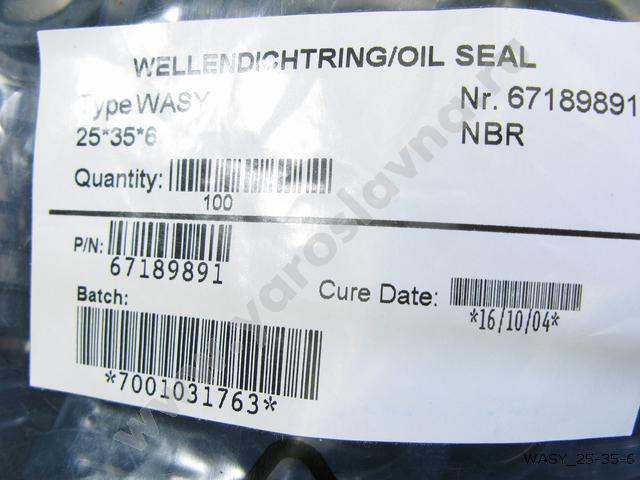 WELLENDICHTRING/OIL SEAL
Type WASY Nr. 67189891
25*35*6 NBR
Quantity:
100
P/N:
67189891
Batch:
Cure Date:
*16/10/04*
*7001031763*
www.varoslavna.ru
WASY_25-35-6